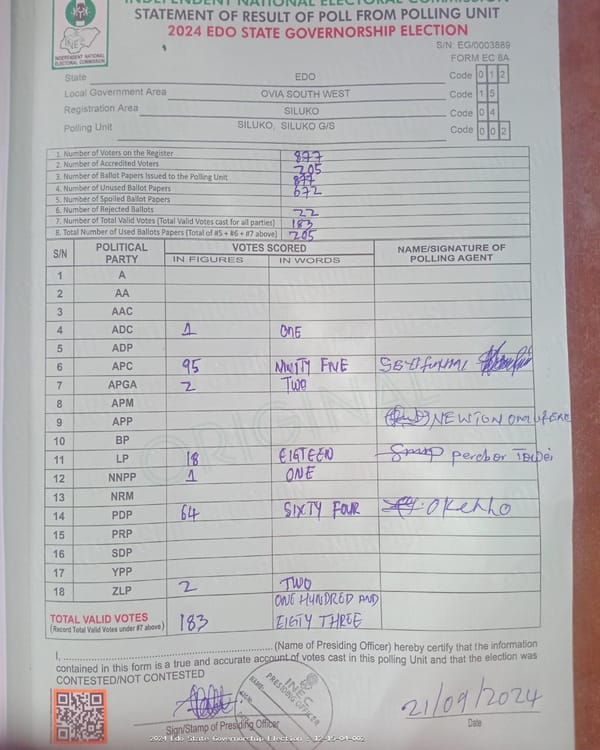 INDEPENDENT NATIONAL ELECTORAL COMMISSION
STATEMENT OF RESULT OF POLL FROM POLLING UNIT
2024 EDO STATE GOVERNORSHIP ELECTION
INEC
INDEPENDENT NATIONAL ELECTORAL COMMISSION
S/N: EG/0003889
FORM EC 8A
State EDO Code 0 1 2
Local Government Area OVIA SOUTH WEST Code 1 5
Registration Area SILUKO Code 0 4
Polling Unit SILUKO, SILUKO G/S Code 0 0 2
1. Number of Voters on the Register 877
2. Number of Accredited Voters 205
3. Number of Ballot Papers Issued to the Polling Unit 877
4. Number of Unused Ballot Papers 672
5. Number of Spoiled Ballot Papers
6. Number of Rejected Ballots 22
7. Number of Total Valid Votes (Total Valid Votes cast for all parties) 183
8. Total Number of Used Ballots Papers (Total of #5 + #6 + #7 above) 205
S/N POLITICAL PARTY VOTES SCORED NAME/SIGNATURE OF POLLING AGENT
IN FIGURES IN WORDS
1 A
2 AA
3 AAC
4 ADC 1 ONE
5 ADP
6 APC 95 NINTY FIVE
7 APGA 2 TWO
8 APM
9 APP NEWTON
10 BP
11 LP 18 EIGTEEN
12 NNPP 1 ONE
13 NRM
14 PDP 64 SIXTY FOUR
15 PRP
16 SDP
17 YPP
18 ZLP 2 TWO
TOTAL VALID VOTES 183 ONE HUNDRED AND EIGTY THREE
(Record Total Valid Votes under #7 above)
ORIGINAL
I, (Name of Presiding Officer) hereby certify that the information
contained in this form is a true and accurate account of votes cast in this polling Unit and that the election was
CONTESTED/NOT CONTESTED
INEC
PRESIDING OFFICER
NAME:
21/09/2024
Sign/Stamp of Presiding Officer Date
2024 Edo State Governorship Election - 12-15-04-002